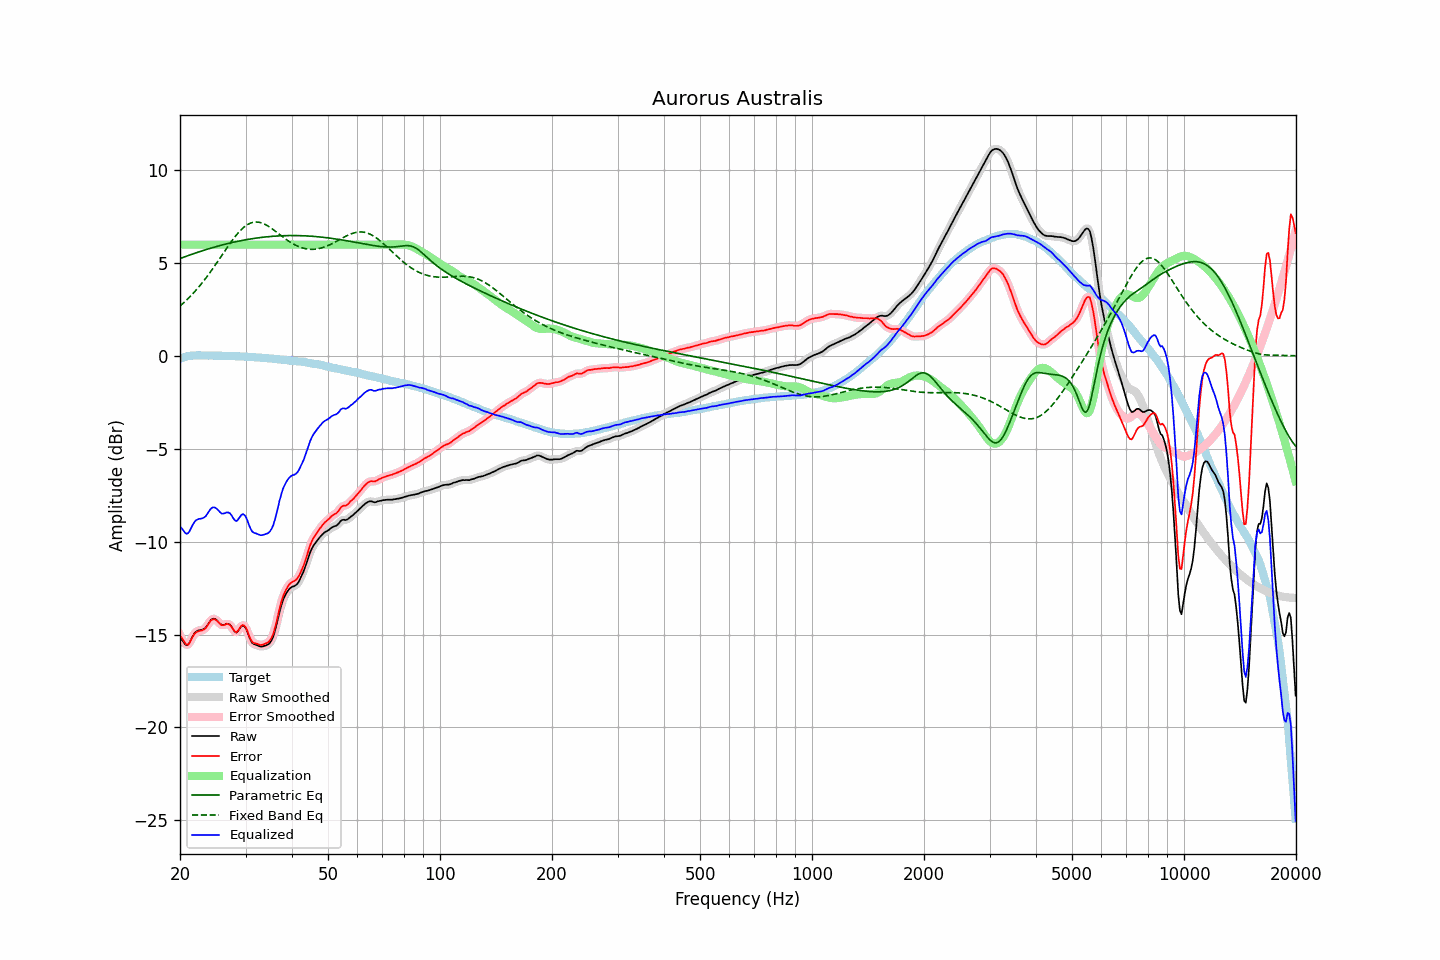 Aurorus Australis
Amplitude (dBr)
10
5
0
−5
−10
−15
−20
−25
Target
Raw Smoothed
Error Smoothed
Raw
Error
Equalization
Parametric Eq
Fixed Band Eq
Equalized
20 50 100 200 500 1000 2000 5000 10000 20000
Frequency (Hz)